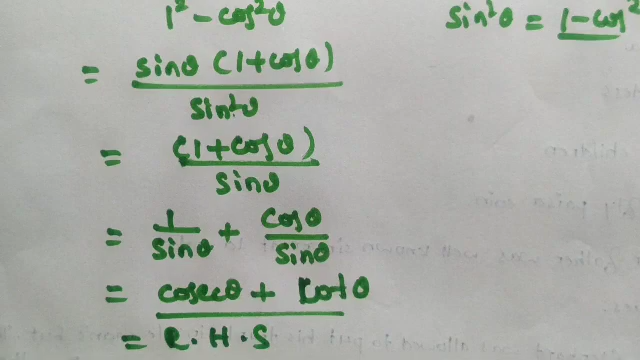 1² - cos²θ
sin²θ = 1 - cos²
= sinθ (1+cosθ) / sin²θ
= (1+cosθ) / sinθ
= 1 / sinθ + cosθ / sinθ
= cosecθ + cotθ
= R.H.S